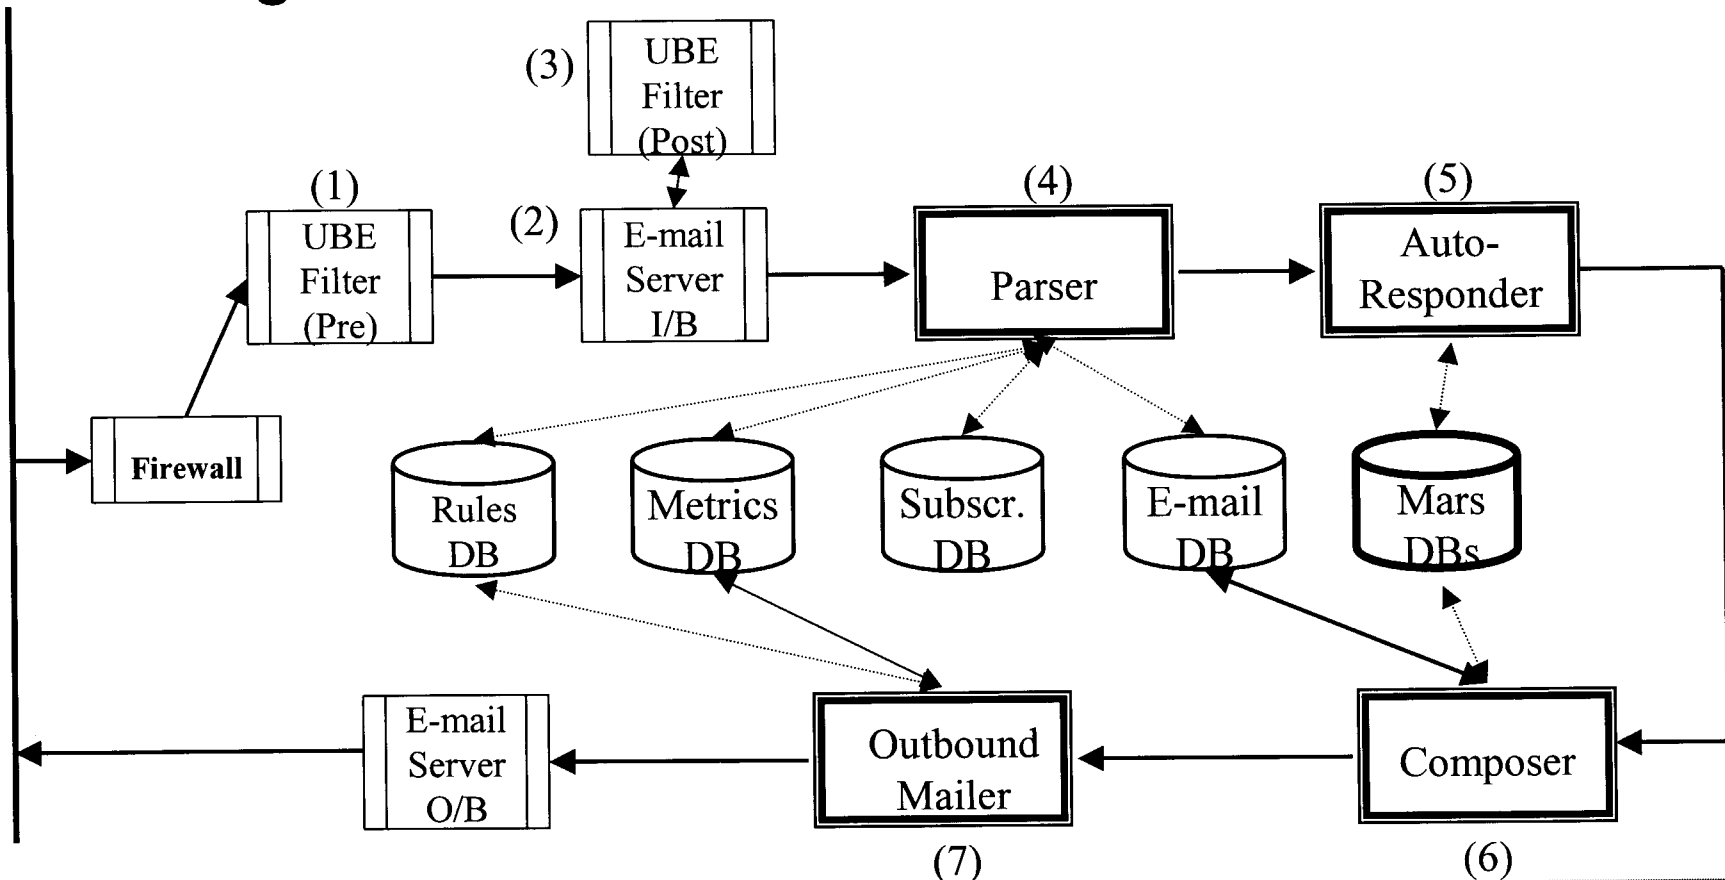 (3)
UBE
Filter
(Post)
(1)
UBE
Filter
(Pre)
(2)
E-mail
Server
I/B
(4)
Parser
(5)
Auto-
Responder
Firewall
Rules
DB
Metrics
DB
Subscr.
DB
E-mail
DB
Mars
DBs
E-mail
Server
O/B
Outbound
Mailer
(7)
Composer
(6)